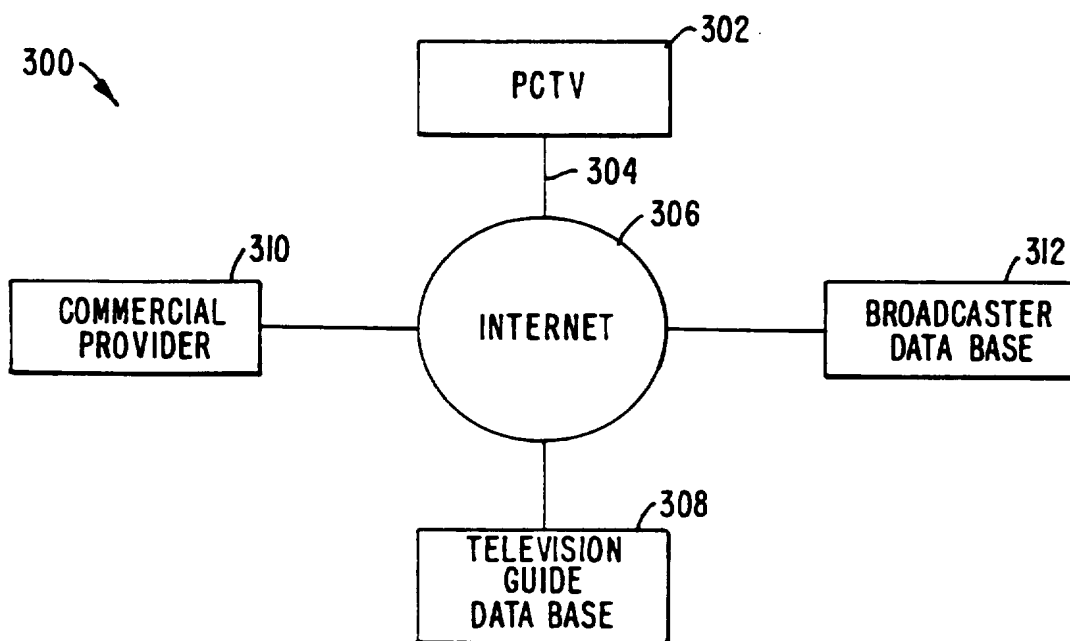 302
300
PCTV
304
306
310
312
COMMERCIAL
PROVIDER
INTERNET
BROADCASTER
DATA BASE
308
TELEVISION
GUIDE
DATA BASE